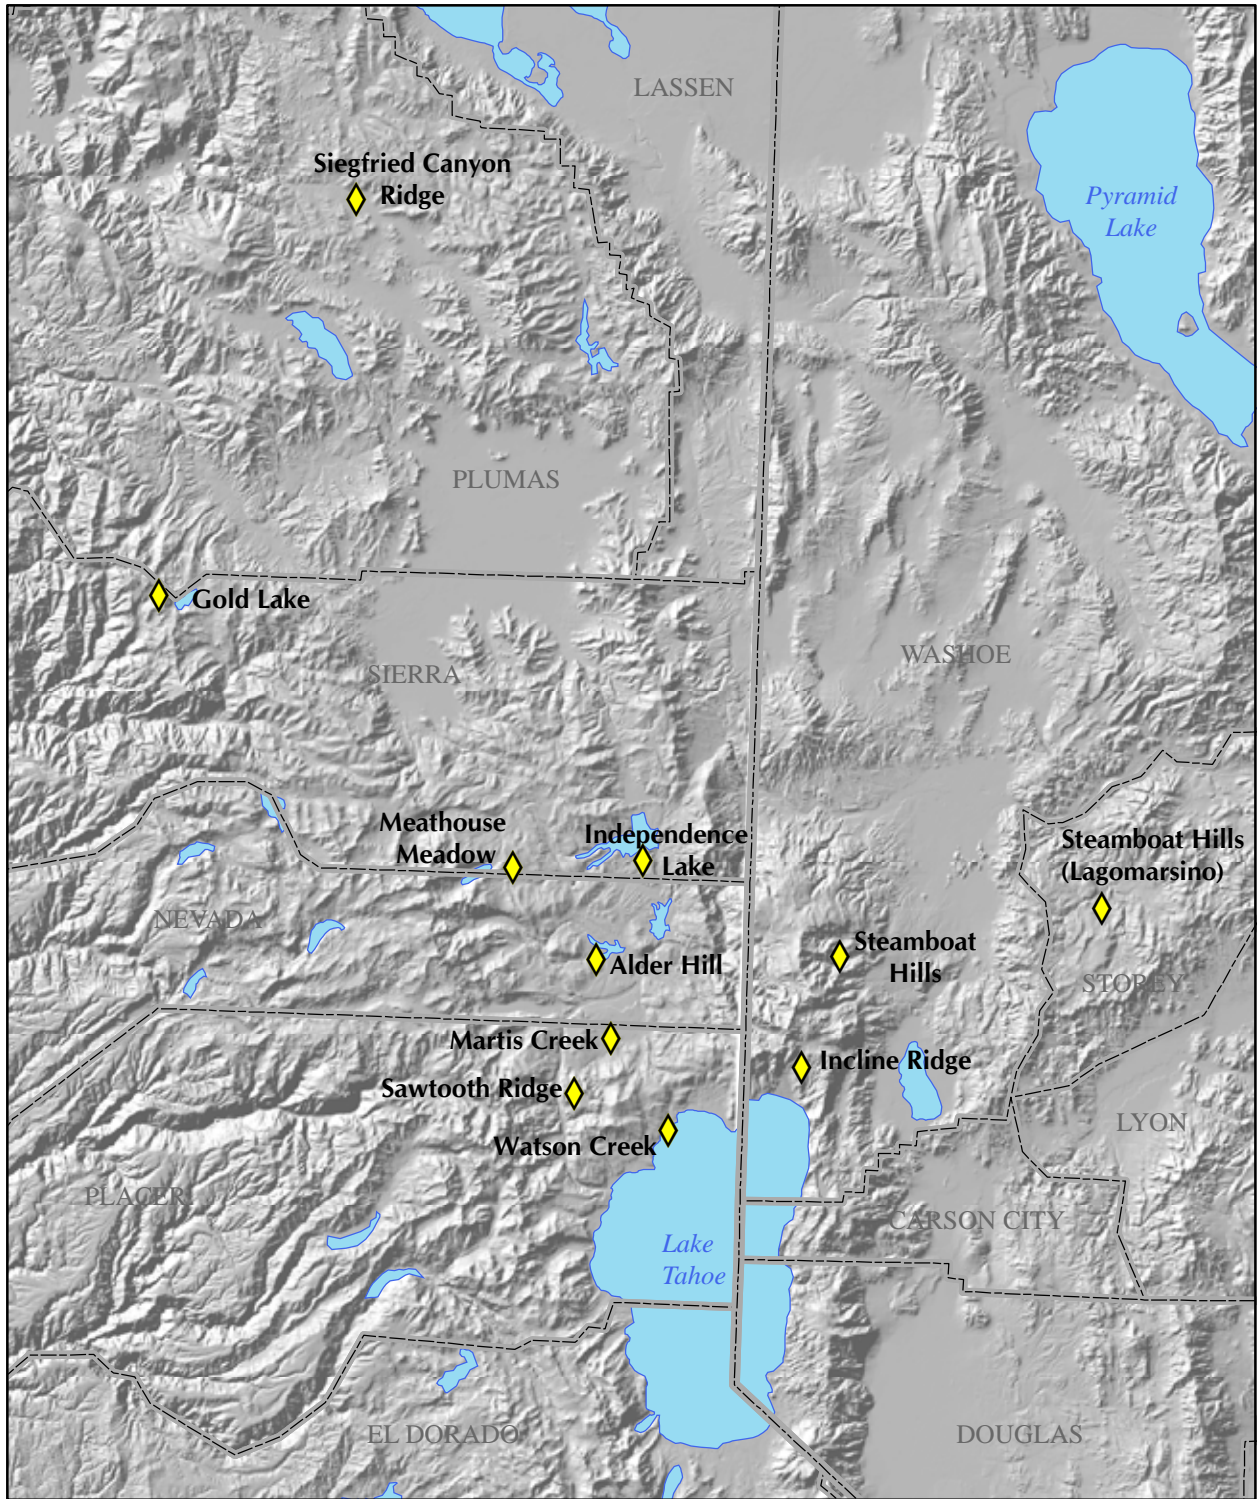 LASSEN
Siegfried Canyon
Ridge
Pyramid
Lake
PLUMAS
Gold Lake
SIERRA
WASHOE
Meathouse
Meadow
Independence
Lake
Steamboat Hills
(Lagomarsino)
NEVADA
Steamboat
Hills
Alder Hill
STOREY
Martis Creek
Incline Ridge
Sawtooth Ridge
LYON
Watson Creek
PLACER
CARSON CITY
Lake
Tahoe
EL DORADO
DOUGLAS